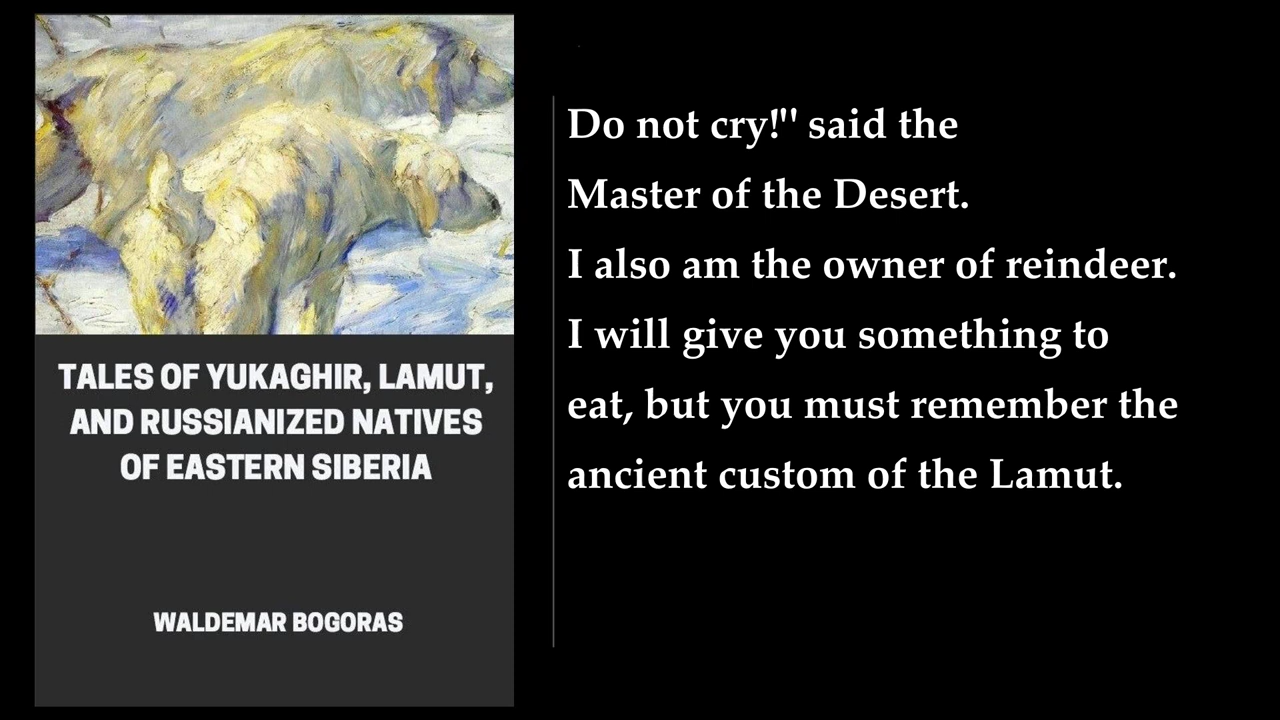 TALES OF YUKAGHIR, LAMUT,
AND RUSSIANIZED NATIVES
OF EASTERN SIBERIA
WALDEMAR BOGORAS
Do not cry!" said the
Master of the Desert.
I also am the owner of reindeer.
I will give you something to
eat, but you must remember the
ancient custom of the Lamut.